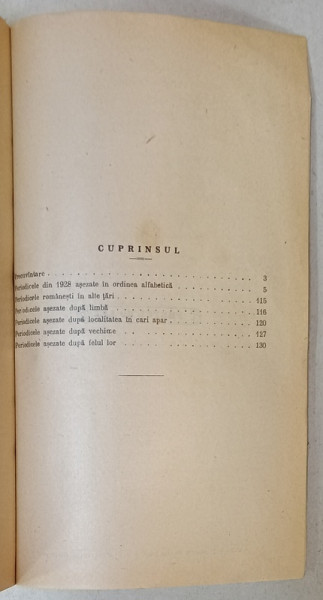 CUPRINSUL
Precuvîntare . . . . . . . . . . . . . . . . . . 3
Periodicele din 1928 așezate în ordinea alfabetică . . . . . . 5
Periodicele românești în alte țări . . . . . . . . . . . . 115
Periodicele așezate după limbă . . . . . . . . . . . . 116
Periodicele așezate după localitatea în cari apar . . . . . . 120
Periodicele așezate după vechime . . . . . . . . . . . . 127
Periodicele așezate după felul lor . . . . . . . . . . . . 130